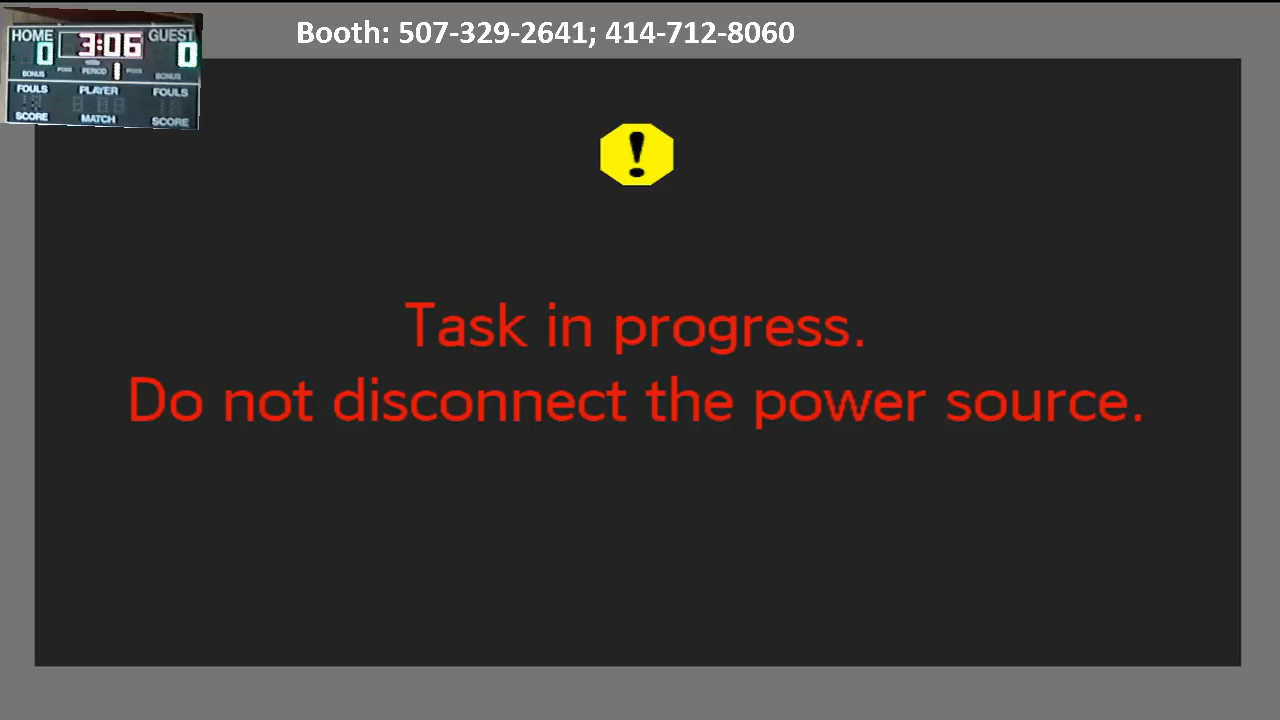 Booth: 507-329-2641; 414-712-8060
HOME 3:06 GUEST
0 0
PERIOD 1
BONUS BONUS
FOULS PLAYER FOULS
SCORE MATCH SCORE
!
Task in progress.
Do not disconnect the power source.